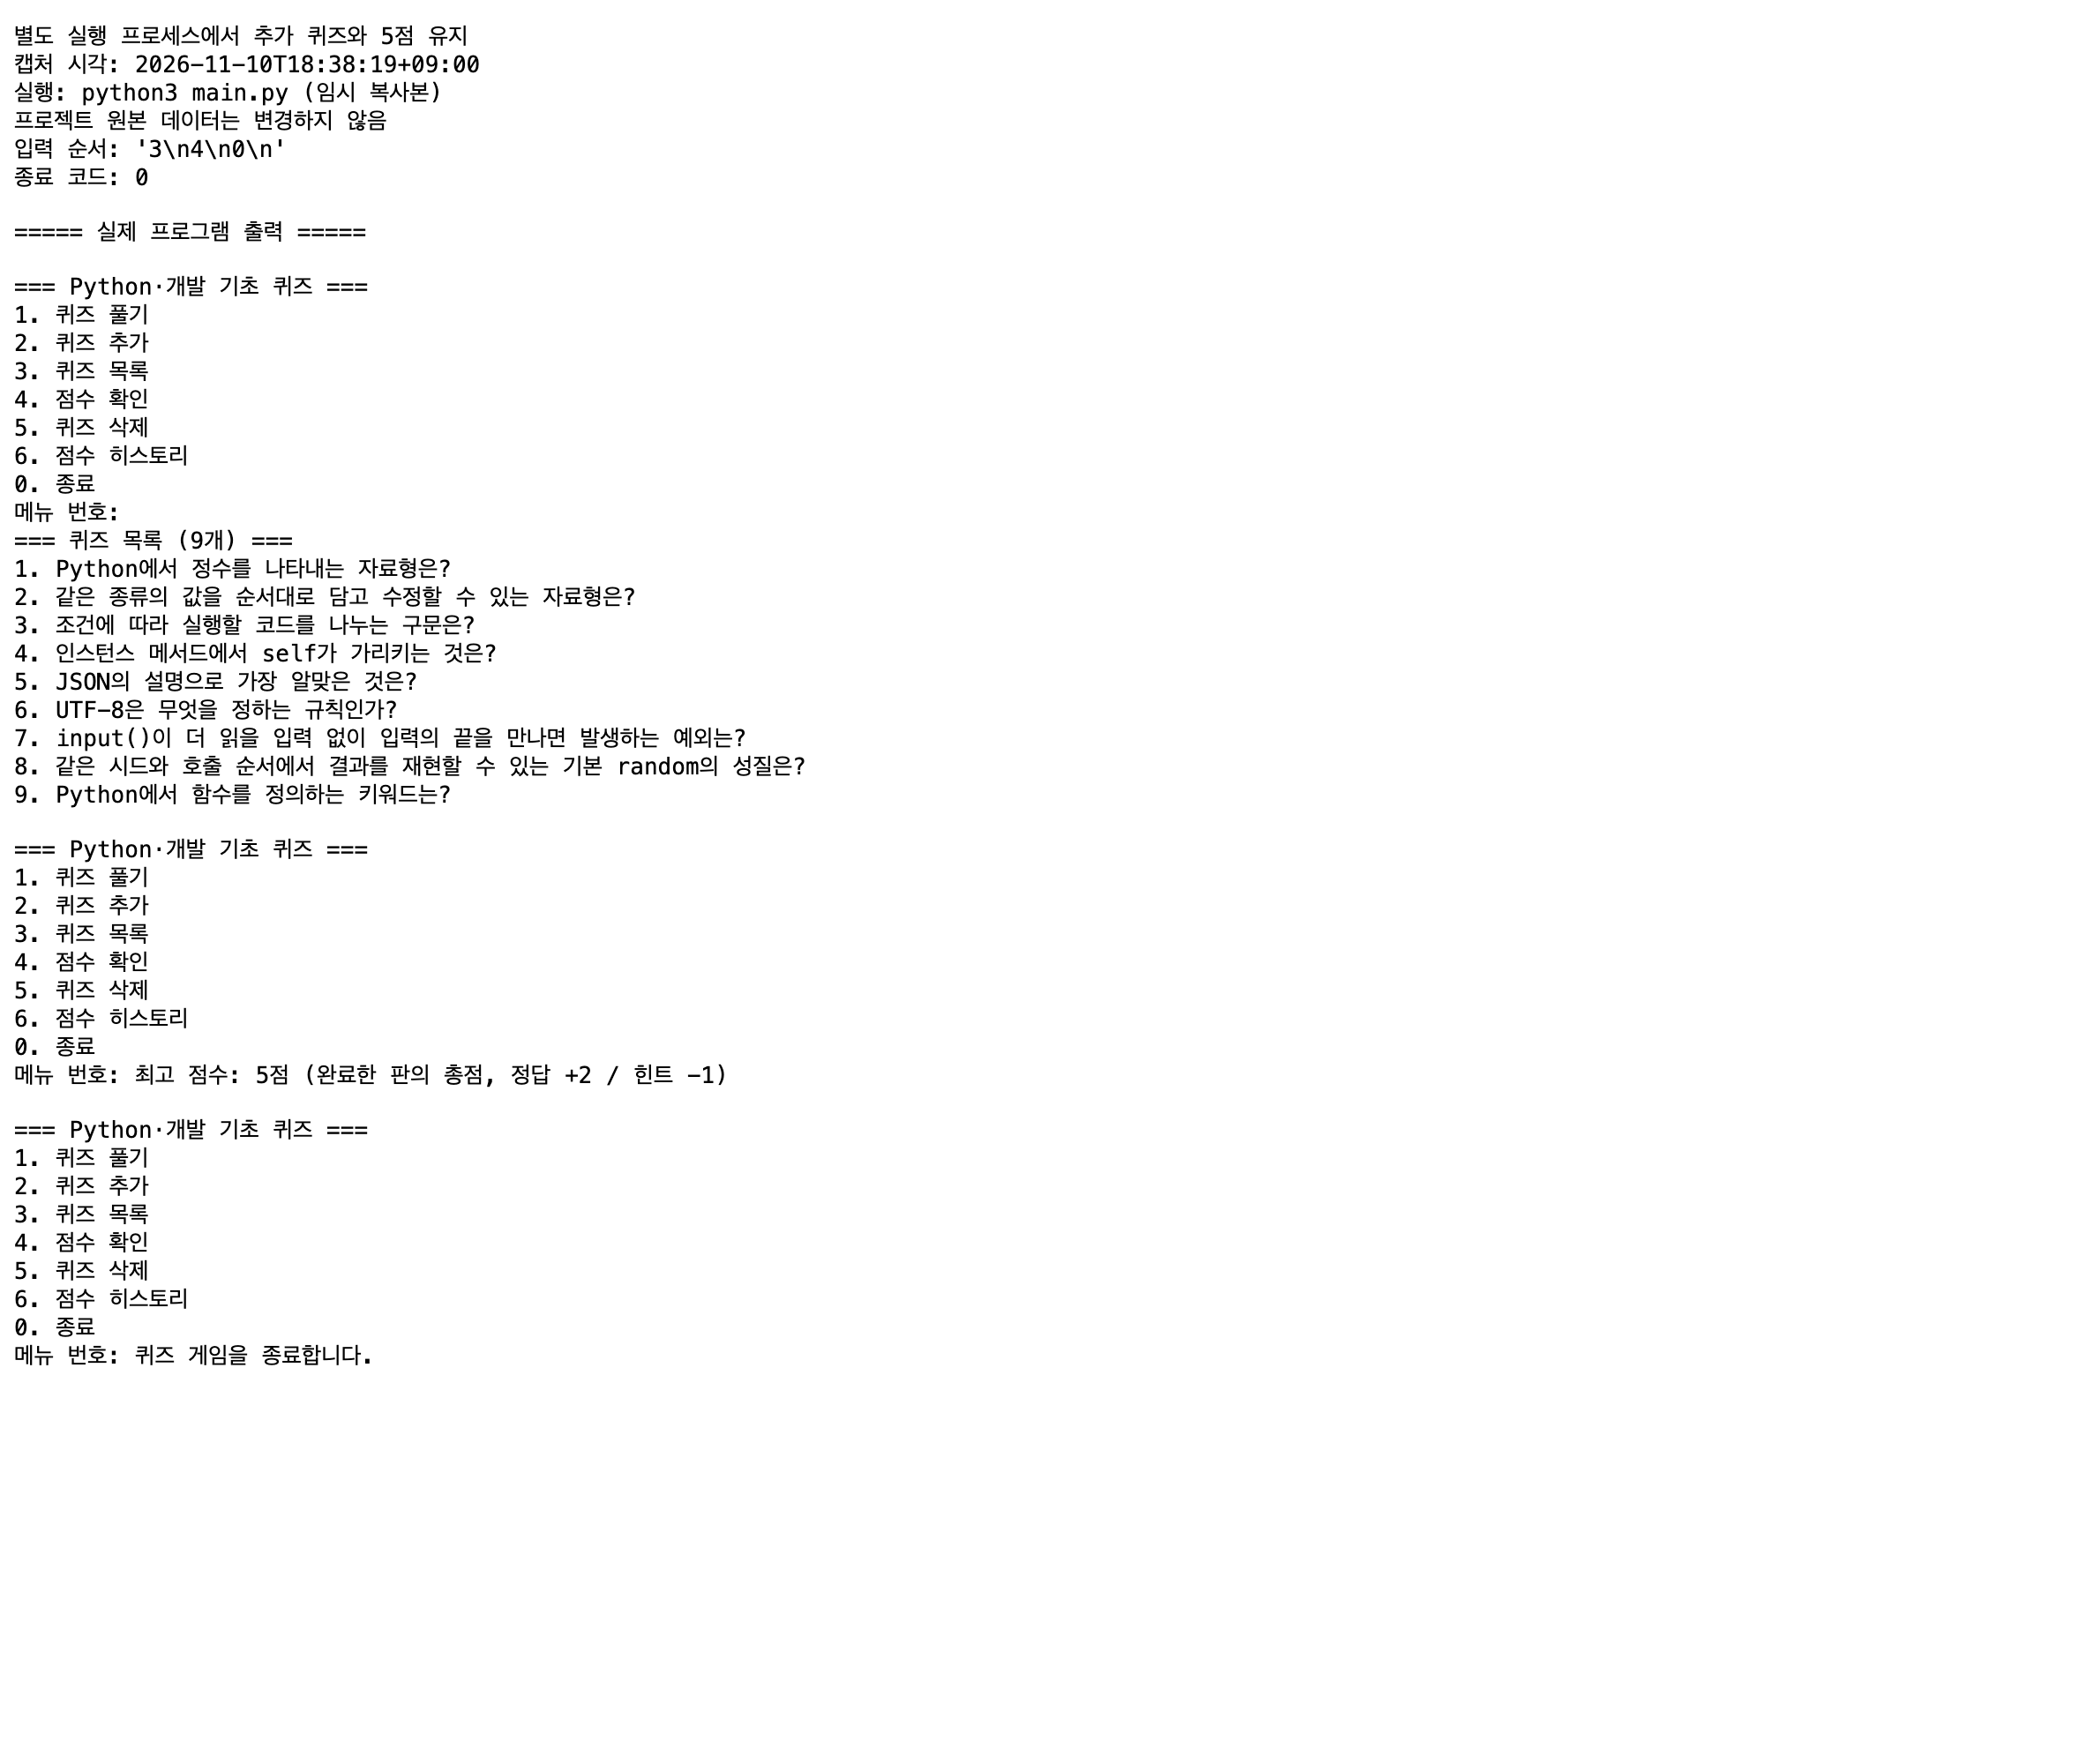 별도 실행 프로세스에서 추가 퀴즈와 5점 유지
캡처 시각: 2026-11-10T18:38:19+09:00
실행: python3 main.py (임시 복사본)
프로젝트 원본 데이터는 변경하지 않음
입력 순서: '3\n4\n0\n'
종료 코드: 0
===== 실제 프로그램 출력 =====
=== Python·개발 기초 퀴즈 ===
1. 퀴즈 풀기
2. 퀴즈 추가
3. 퀴즈 목록
4. 점수 확인
5. 퀴즈 삭제
6. 점수 히스토리
0. 종료
메뉴 번호:
=== 퀴즈 목록 (9개) ===
1. Python에서 정수를 나타내는 자료형은?
2. 같은 종류의 값을 순서대로 담고 수정할 수 있는 자료형은?
3. 조건에 따라 실행할 코드를 나누는 구문은?
4. 인스턴스 메서드에서 self가 가리키는 것은?
5. JSON의 설명으로 가장 알맞은 것은?
6. UTF-8은 무엇을 정하는 규칙인가?
7. input()이 더 읽을 입력 없이 입력의 끝을 만나면 발생하는 예외는?
8. 같은 시드와 호출 순서에서 결과를 재현할 수 있는 기본 random의 성질은?
9. Python에서 함수를 정의하는 키워드는?
=== Python·개발 기초 퀴즈 ===
1. 퀴즈 풀기
2. 퀴즈 추가
3. 퀴즈 목록
4. 점수 확인
5. 퀴즈 삭제
6. 점수 히스토리
0. 종료
메뉴 번호: 최고 점수: 5점 (완료한 판의 총점, 정답 +2 / 힌트 -1)
=== Python·개발 기초 퀴즈 ===
1. 퀴즈 풀기
2. 퀴즈 추가
3. 퀴즈 목록
4. 점수 확인
5. 퀴즈 삭제
6. 점수 히스토리
0. 종료
메뉴 번호: 퀴즈 게임을 종료합니다.